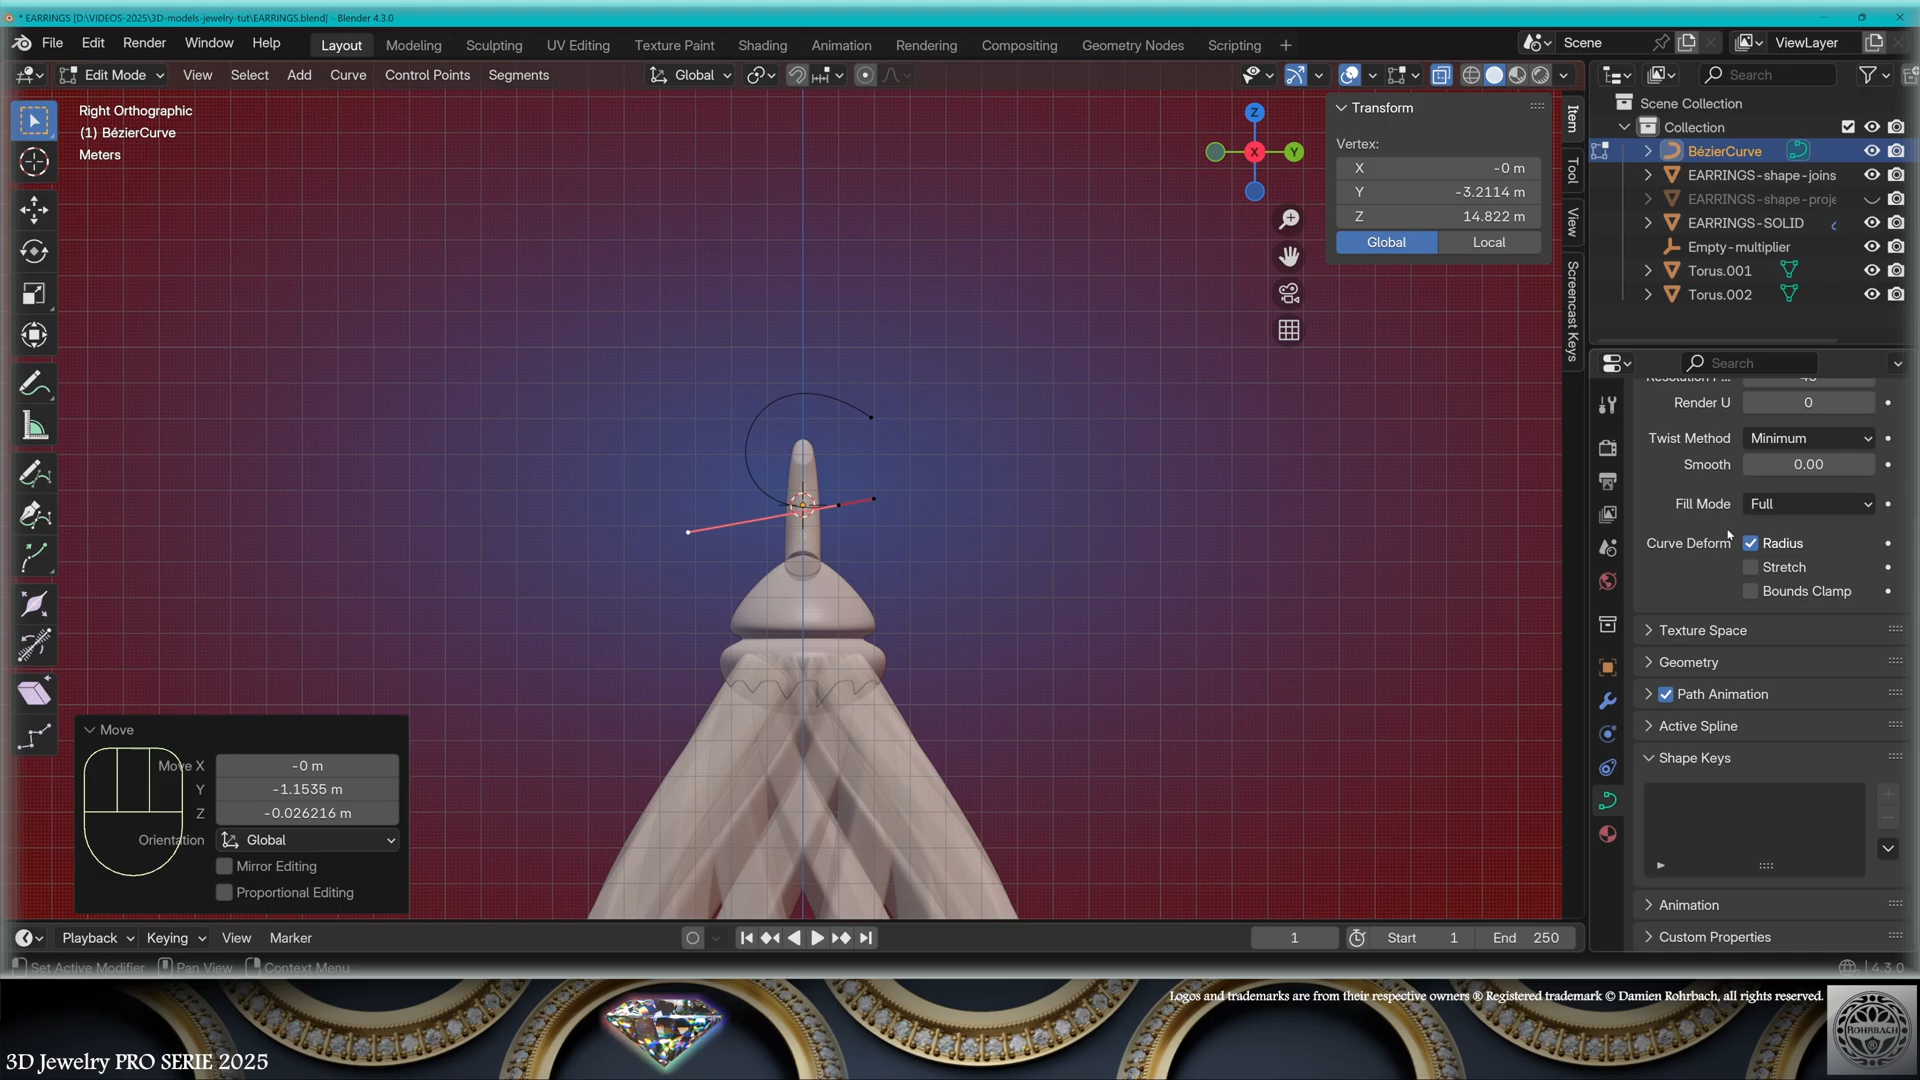 * EARRINGS [D:\VIDEOS-2025\3D-models-jewelry-tut\EARRINGS.blend] - Blender 4.3.0
File Edit Render Window Help
Layout Modeling Sculpting UV Editing Texture Paint Shading Animation Rendering Compositing Geometry Nodes Scripting +
Scene
ViewLayer
Edit Mode View Select Add Curve Control Points Segments
Global
Search
Right Orthographic
(1) BézierCurve
Meters
Z
Y
X
Transform
Vertex:
X -0 m
Y -3.2114 m
Z 14.822 m
Global Local
Item
Tool
View
Screencast Keys
Scene Collection
Collection
BézierCurve
EARRINGS-shape-joins
EARRINGS-shape-proje
EARRINGS-SOLID
Empty-multiplier
Torus.001
Torus.002
Search
Render U 0
Twist Method Minimum
Smooth 0.00
Fill Mode Full
Curve Deform Radius
Stretch
Bounds Clamp
Texture Space
Geometry
Path Animation
Active Spline
Shape Keys
Animation
Custom Properties
Move
Move X -0 m
Y -1.1535 m
Z -0.026216 m
Orientation Global
Mirror Editing
Proportional Editing
Playback Keying View Marker
1
Start 1
End 250
Set Active Modifier Pan View Context Menu
4.3.0
Logos and trademarks are from their respective owners ® Registered trademark © Damien Rohrbach, all rights reserved.
ROHRBACH
3D Jewelry PRO SERIE 2025